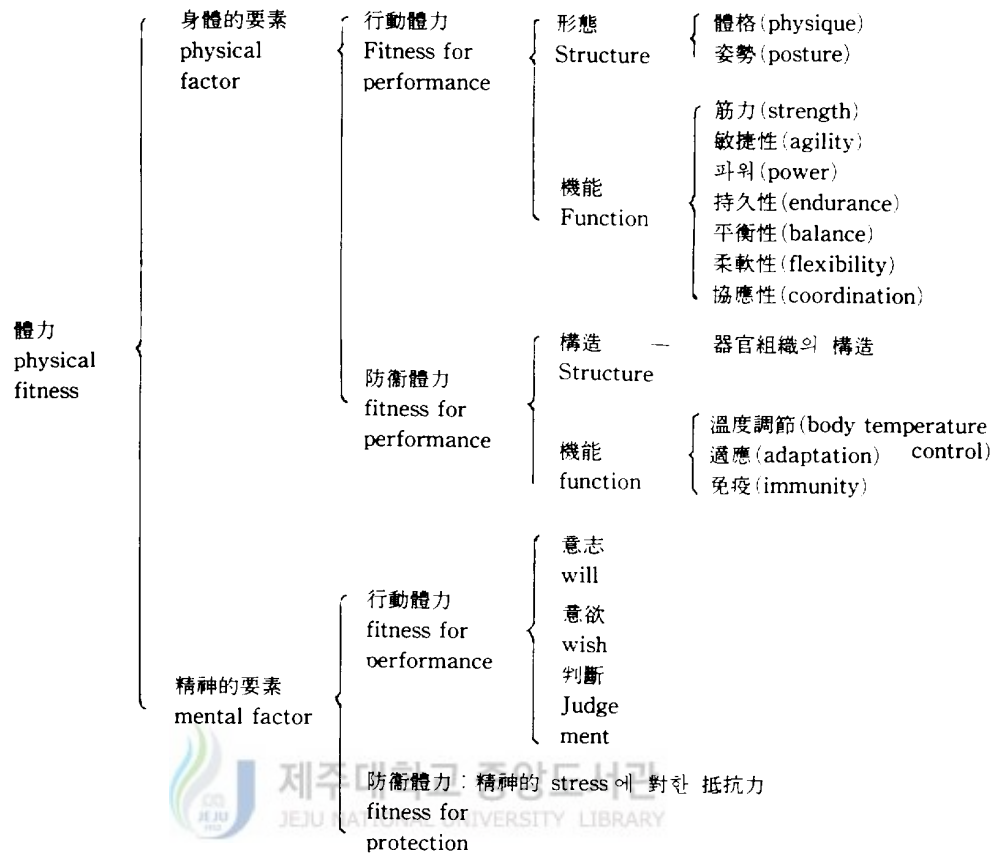 體力
physical
fitness
身體的要素
physical
factor
行動體力
Fitness for
performance
形態
Structure
體格(physique)
姿勢(posture)
機能
Function
筋力(strength)
敏捷性(agility)
파워(power)
持久性(endurance)
平衡性(balance)
柔軟性(flexibility)
協應性(coordination)
防衛體力
fitness for
performance
構造
Structure
— 器官組織의 構造
機能
function
溫度調節(body temperature
control)
適應(adaptation)
免疫(immunity)
精神的要素
mental factor
行動體力
fitness for
performance
意志
will
意欲
wish
判斷
Judge
ment
防衛體力 : 精神的 stress에 對한 抵抗力
fitness for
protection
제주대학교 중앙도서관
JEJU NATIONAL UNIVERSITY LIBRARY
JEJU
1952